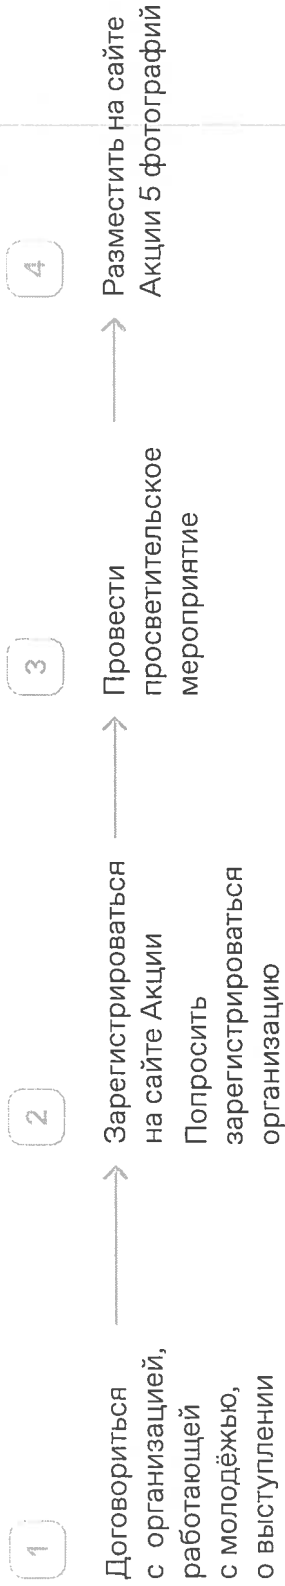 1
Договориться
с организацией,
работающей
с молодёжью,
о выступлении
2
Зарегистрироваться
на сайте Акции
Попросить
зарегистрироваться
организацию
3
Провести
просветительское
мероприятие
4
Разместить на сайте
Акции 5 фотографий